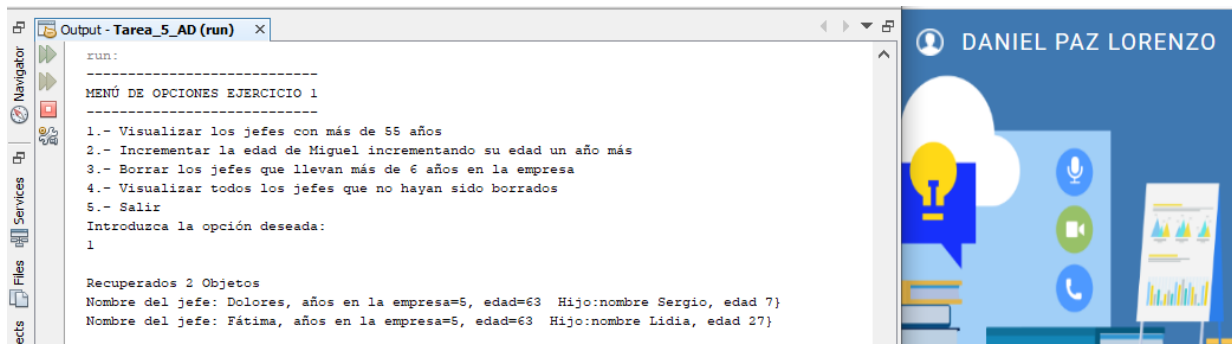 Output - Tarea_5_AD (run)
DANIEL PAZ LORENZO
Navigator
Services
Files
ects
run:
----------------------------
MENÚ DE OPCIONES EJERCICIO 1
----------------------------
1.- Visualizar los jefes con más de 55 años
2.- Incrementar la edad de Miguel incrementando su edad un año más
3.- Borrar los jefes que llevan más de 6 años en la empresa
4.- Visualizar todos los jefes que no hayan sido borrados
5.- Salir
Introduzca la opción deseada:
1
Recuperados 2 Objetos
Nombre del jefe: Dolores, años en la empresa=5, edad=63  Hijo:nombre Sergio, edad 7}
Nombre del jefe: Fátima, años en la empresa=5, edad=63  Hijo:nombre Lidia, edad 27}